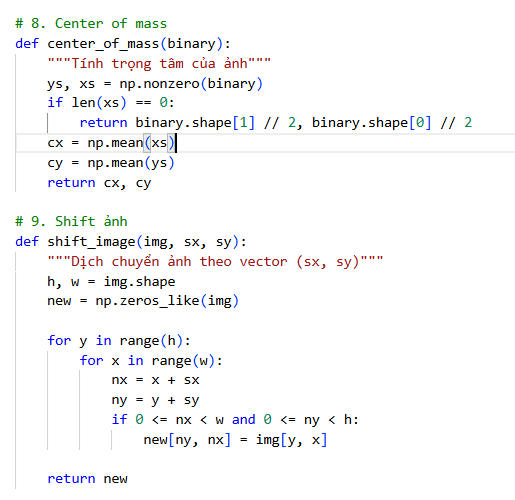 # 8. Center of mass
def center_of_mass(binary):
    """Tính trọng tâm của ảnh"""
    ys, xs = np.nonzero(binary)
    if len(xs) == 0:
        return binary.shape[1] // 2, binary.shape[0] // 2
    cx = np.mean(xs)
    cy = np.mean(ys)
    return cx, cy

# 9. Shift ảnh
def shift_image(img, sx, sy):
    """Dịch chuyển ảnh theo vector (sx, sy)"""
    h, w = img.shape
    new = np.zeros_like(img)

    for y in range(h):
        for x in range(w):
            nx = x + sx
            ny = y + sy
            if 0 <= nx < w and 0 <= ny < h:
                new[ny, nx] = img[y, x]

    return new